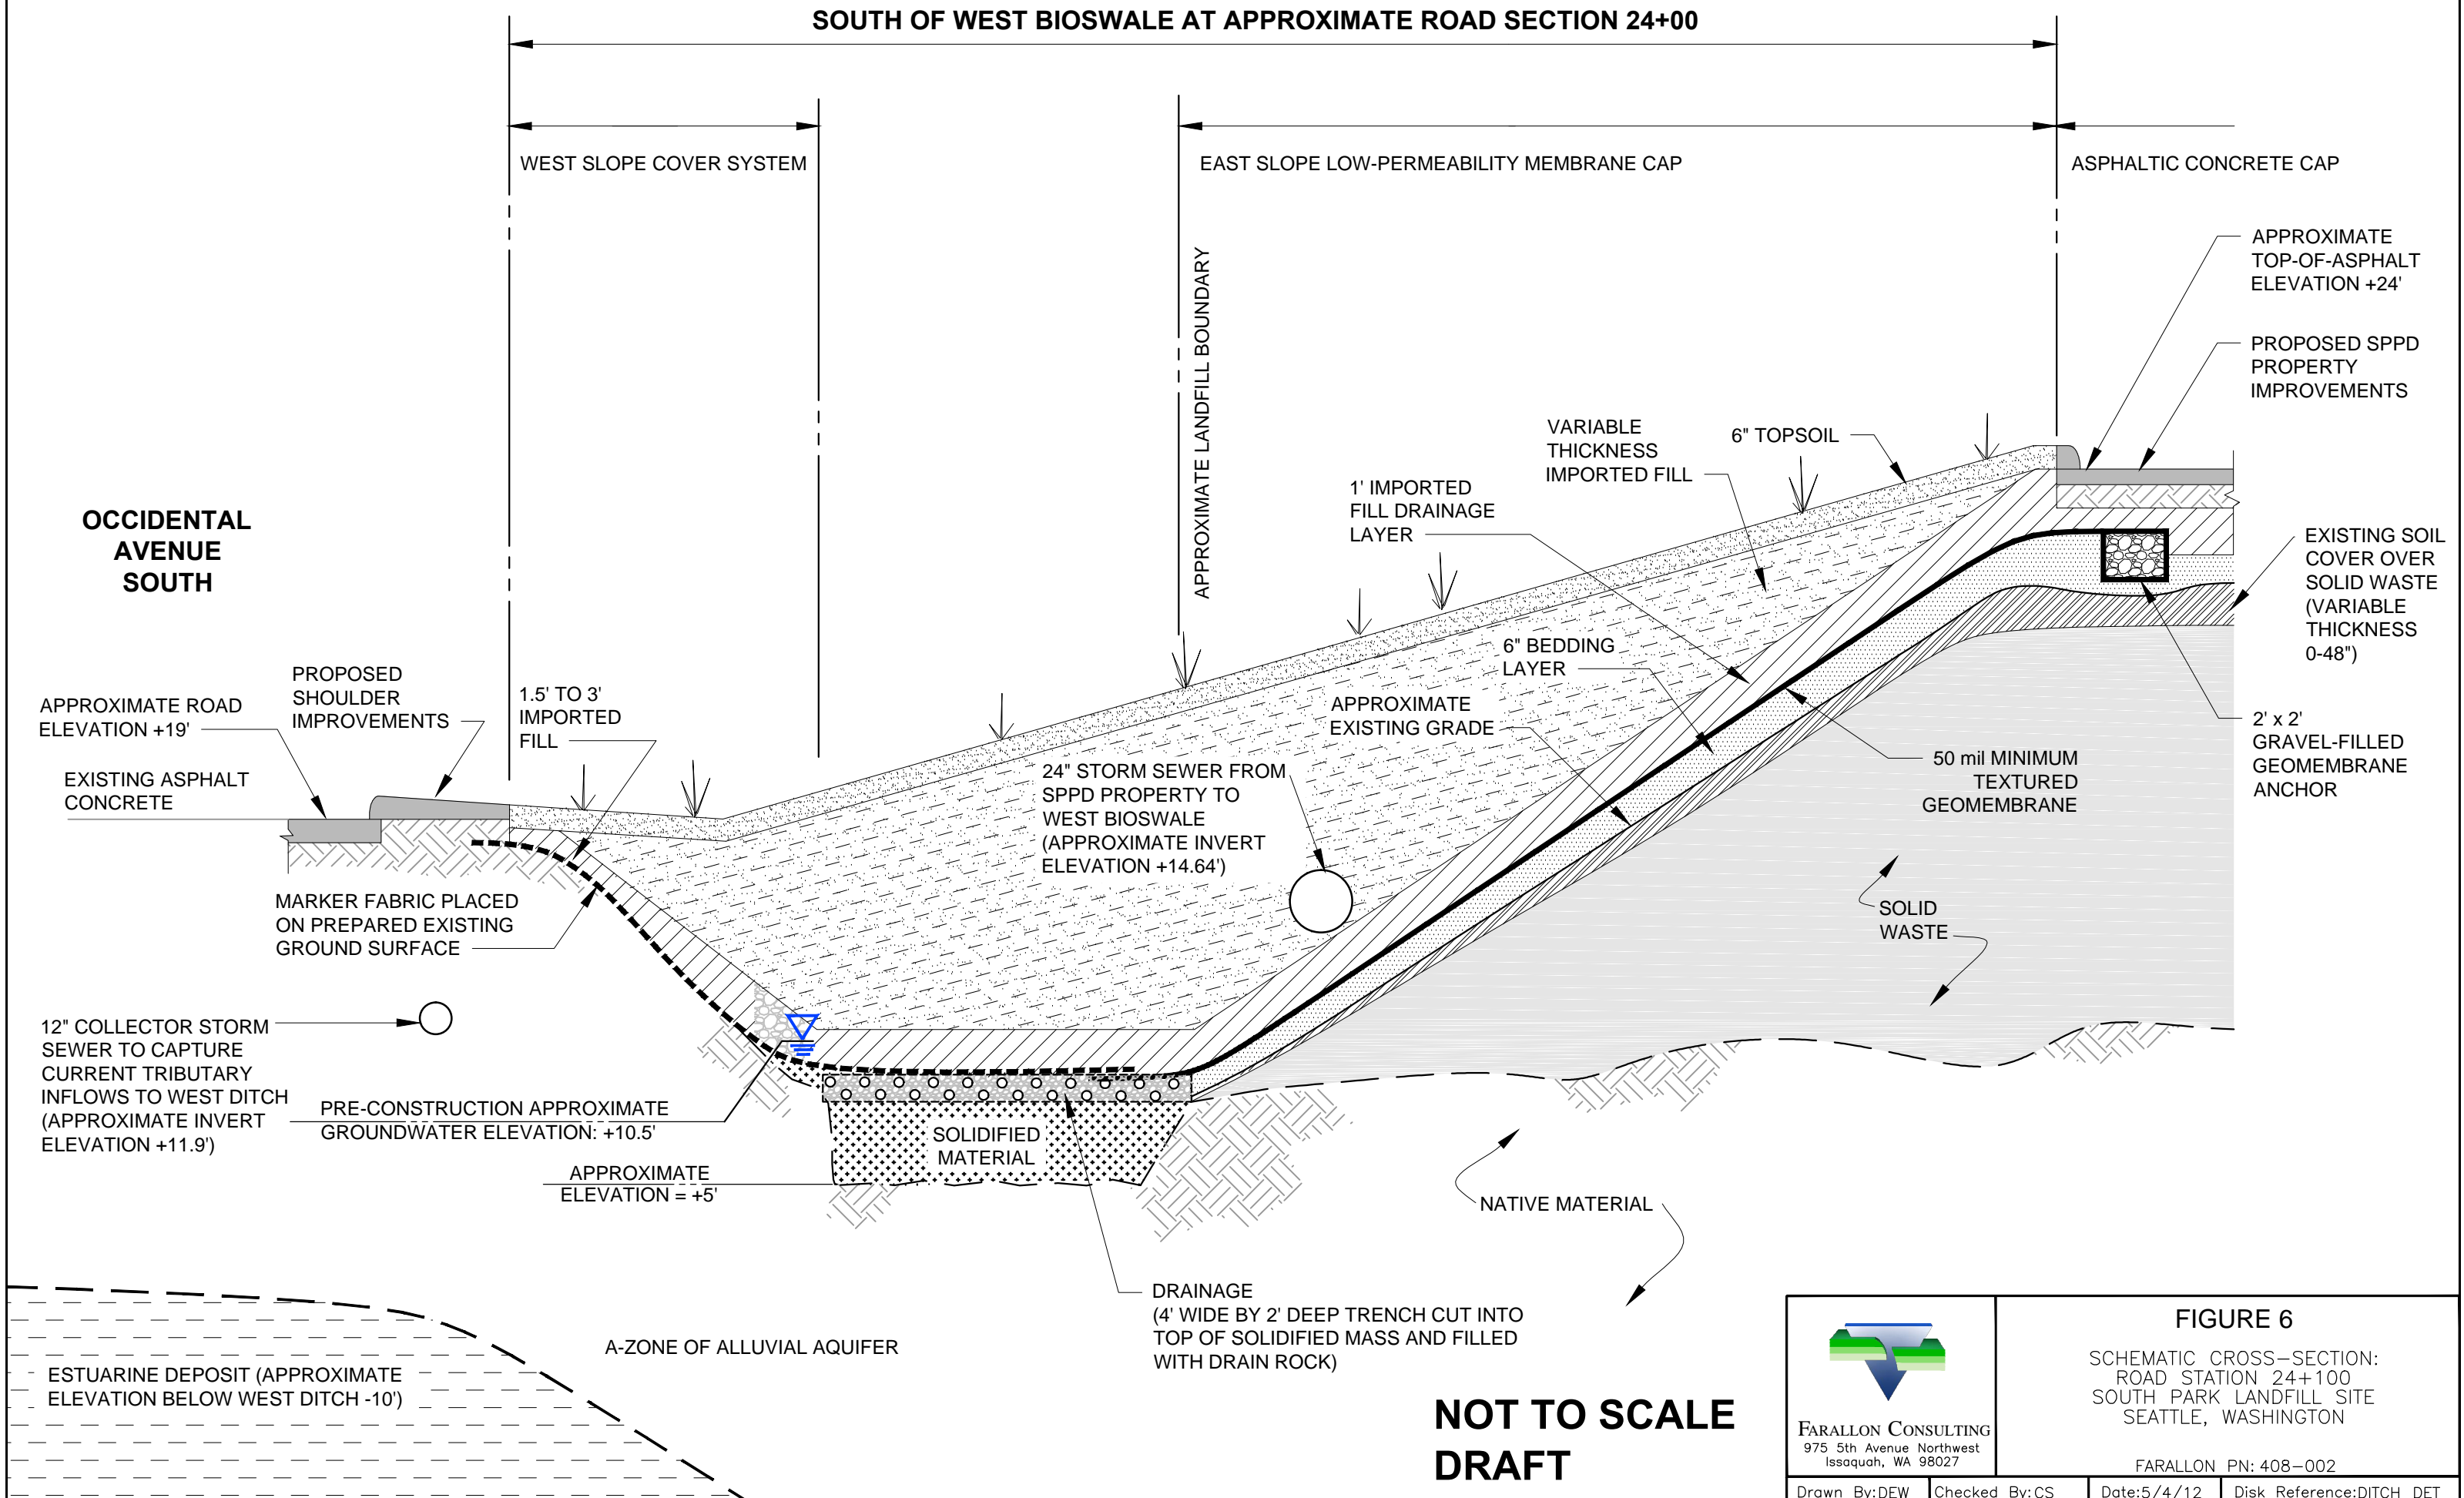 SOUTH OF WEST BIOSWALE AT APPROXIMATE ROAD SECTION 24+00
WEST SLOPE COVER SYSTEM
EAST SLOPE LOW-PERMEABILITY MEMBRANE CAP
ASPHALTIC CONCRETE CAP
APPROXIMATE LANDFILL BOUNDARY
APPROXIMATE
TOP-OF-ASPHALT
ELEVATION +24'
PROPOSED SPPD
PROPERTY
IMPROVEMENTS
VARIABLE
THICKNESS
IMPORTED FILL
6" TOPSOIL
1' IMPORTED
FILL DRAINAGE
LAYER
OCCIDENTAL
AVENUE
SOUTH
EXISTING SOIL
COVER OVER
SOLID WASTE
(VARIABLE
THICKNESS
0-48")
6" BEDDING
LAYER
APPROXIMATE
EXISTING GRADE
PROPOSED
SHOULDER
IMPROVEMENTS
1.5' TO 3'
IMPORTED
FILL
APPROXIMATE ROAD
ELEVATION +19'
EXISTING ASPHALT
CONCRETE
24" STORM SEWER FROM
SPPD PROPERTY TO
WEST BIOSWALE
(APPROXIMATE INVERT
ELEVATION +14.64')
50 mil MINIMUM
TEXTURED
GEOMEMBRANE
2' x 2'
GRAVEL-FILLED
GEOMEMBRANE
ANCHOR
MARKER FABRIC PLACED
ON PREPARED EXISTING
GROUND SURFACE
SOLID
WASTE
12" COLLECTOR STORM
SEWER TO CAPTURE
CURRENT TRIBUTARY
INFLOWS TO WEST DITCH
(APPROXIMATE INVERT
ELEVATION +11.9')
PRE-CONSTRUCTION APPROXIMATE
GROUNDWATER ELEVATION: +10.5'
SOLIDIFIED
MATERIAL
APPROXIMATE
ELEVATION = +5'
NATIVE MATERIAL
DRAINAGE
(4' WIDE BY 2' DEEP TRENCH CUT INTO
TOP OF SOLIDIFIED MASS AND FILLED
WITH DRAIN ROCK)
A-ZONE OF ALLUVIAL AQUIFER
ESTUARINE DEPOSIT (APPROXIMATE
ELEVATION BELOW WEST DITCH -10')
NOT TO SCALE
DRAFT
FARALLON CONSULTING
975 5th Avenue Northwest
Issaquah, WA 98027
FIGURE 6
SCHEMATIC CROSS-SECTION:
ROAD STATION 24+100
SOUTH PARK LANDFILL SITE
SEATTLE, WASHINGTON
FARALLON PN: 408-002
Drawn By:DEW
Checked By:CS
Date:5/4/12
Disk Reference:DITCH_DET